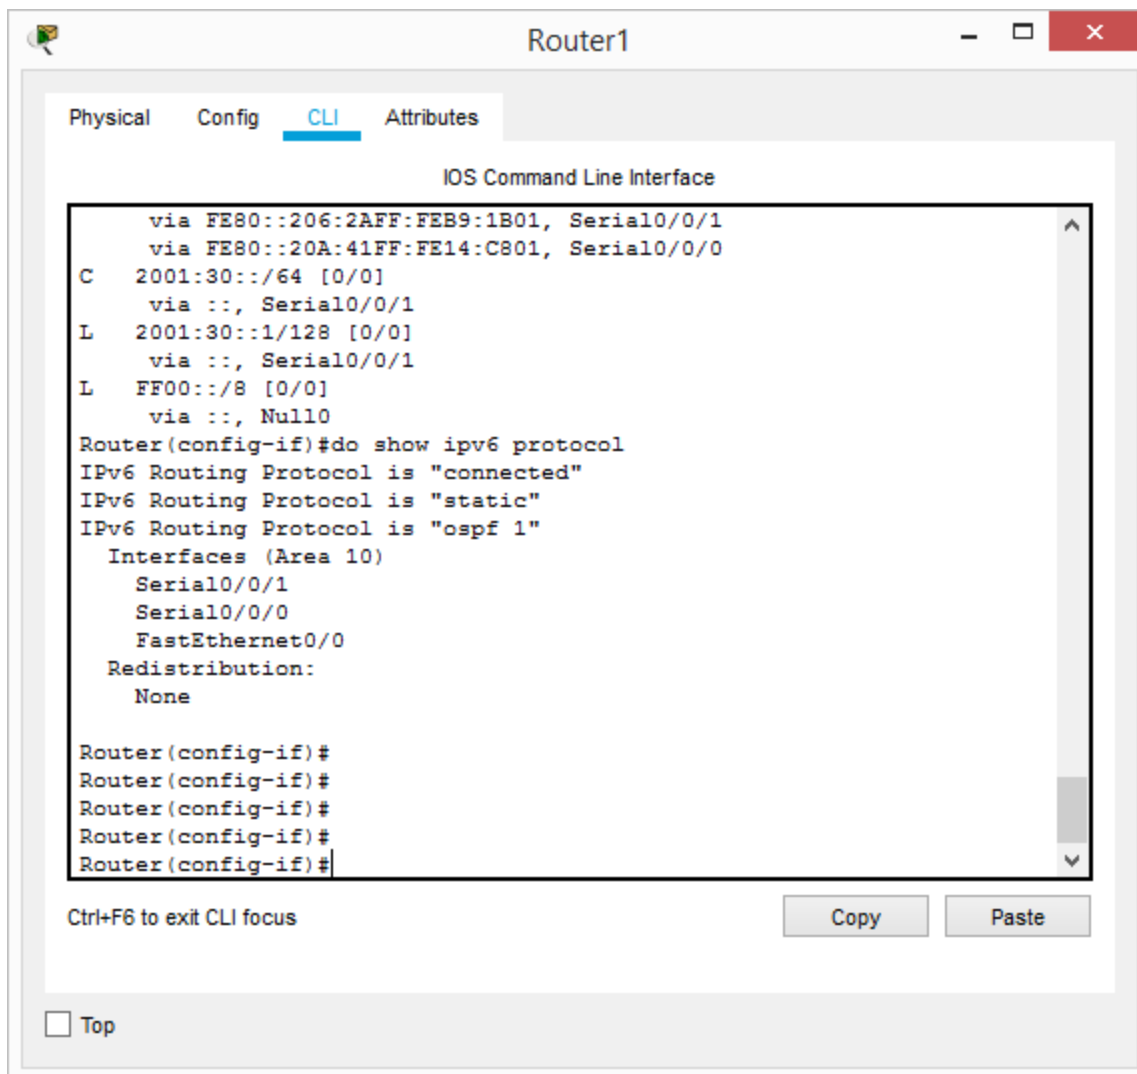 Router1
Physical Config CLI Attributes
IOS Command Line Interface
via FE80::206:2AFF:FEB9:1B01, Serial0/0/1
via FE80::20A:41FF:FE14:C801, Serial0/0/0
C 2001:30::/64 [0/0]
via ::, Serial0/0/1
L 2001:30::1/128 [0/0]
via ::, Serial0/0/1
L FF00::/8 [0/0]
via ::, Null0
Router(config-if)#do show ipv6 protocol
IPv6 Routing Protocol is "connected"
IPv6 Routing Protocol is "static"
IPv6 Routing Protocol is "ospf 1"
Interfaces (Area 10)
Serial0/0/1
Serial0/0/0
FastEthernet0/0
Redistribution:
None
Router(config-if)#
Router(config-if)#
Router(config-if)#
Router(config-if)#
Router(config-if)#
Ctrl+F6 to exit CLI focus Copy Paste
Top